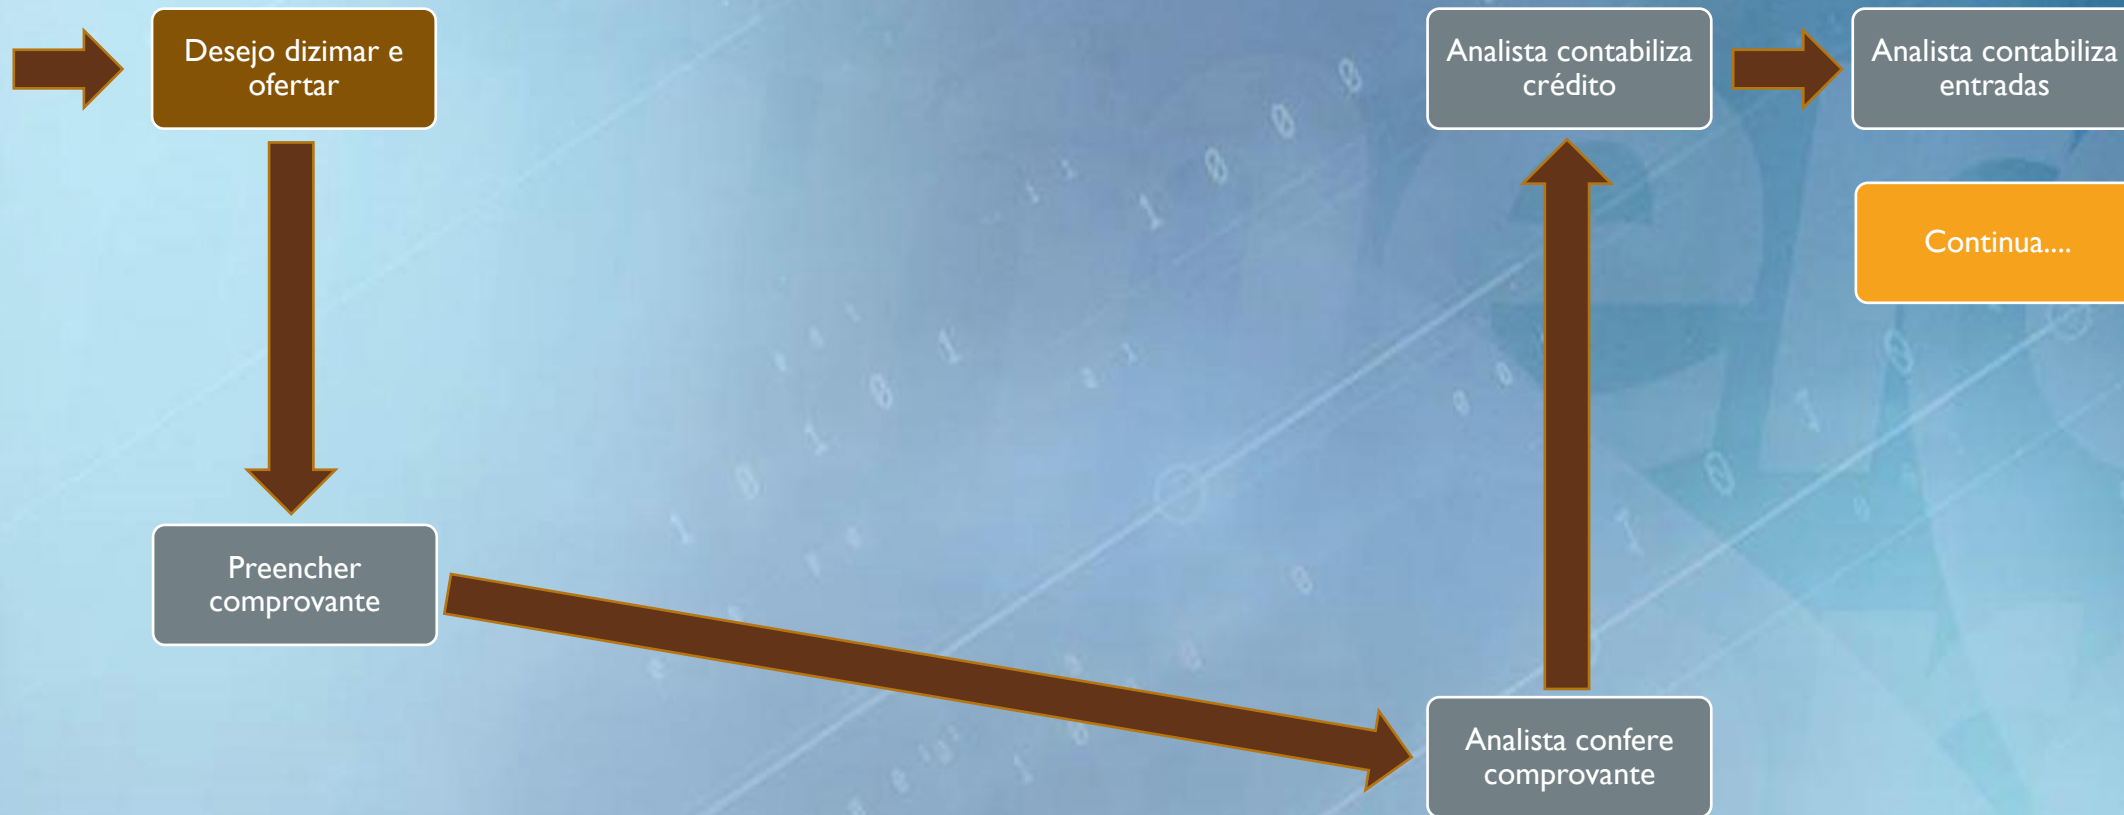 Desejo dizimar e
ofertar
Preencher
comprovante
Analista confere
comprovante
Analista contabiliza
crédito
Analista contabiliza
entradas
Continua....